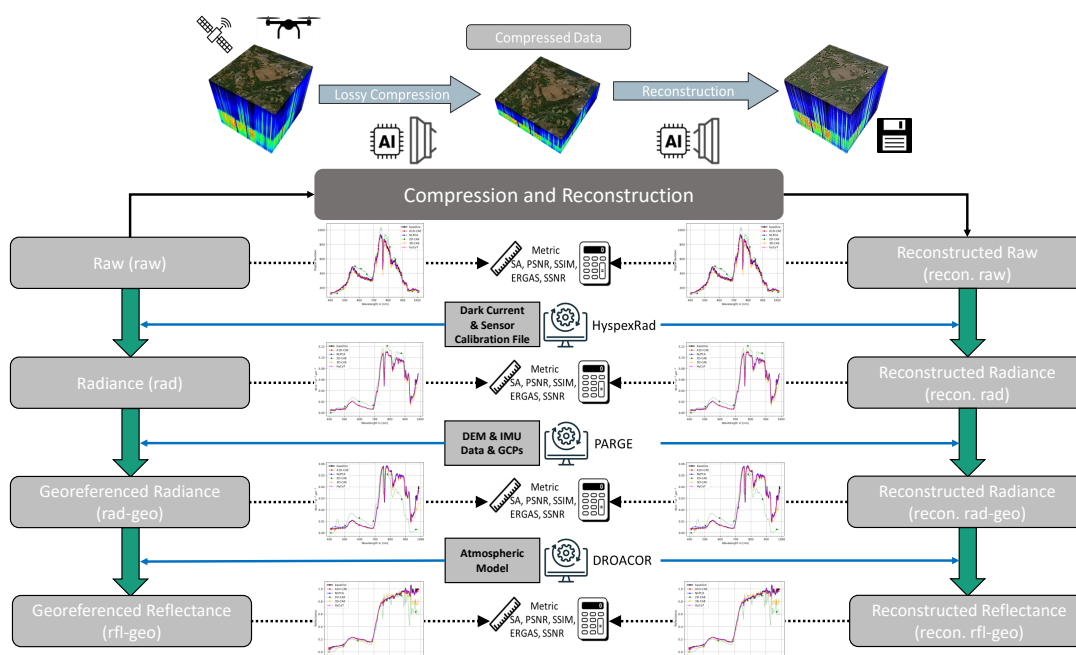 Compressed Data
Lossy Compression
Reconstruction
AI
AI
Compression and Reconstruction
Raw (raw)
Metric
SA, PSNR, SSIM,
ERGAS, SSNR
Reconstructed Raw
(recon. raw)
Dark Current
& Sensor
Calibration File
HyspexRad
Radiance (rad)
Metric
SA, PSNR, SSIM,
ERGAS, SSNR
Reconstructed Radiance
(recon. rad)
DEM & IMU
Data & GCPs
PARGE
Georeferenced Radiance
(rad-geo)
Metric
SA, PSNR, SSIM,
ERGAS, SSNR
Reconstructed Radiance
(recon. rad-geo)
Atmospheric
Model
DROACOR
Georeferenced Reflectance
(rfl-geo)
Metric
SA, PSNR, SSIM,
ERGAS, SSNR
Reconstructed Reflectance
(recon. rfl-geo)